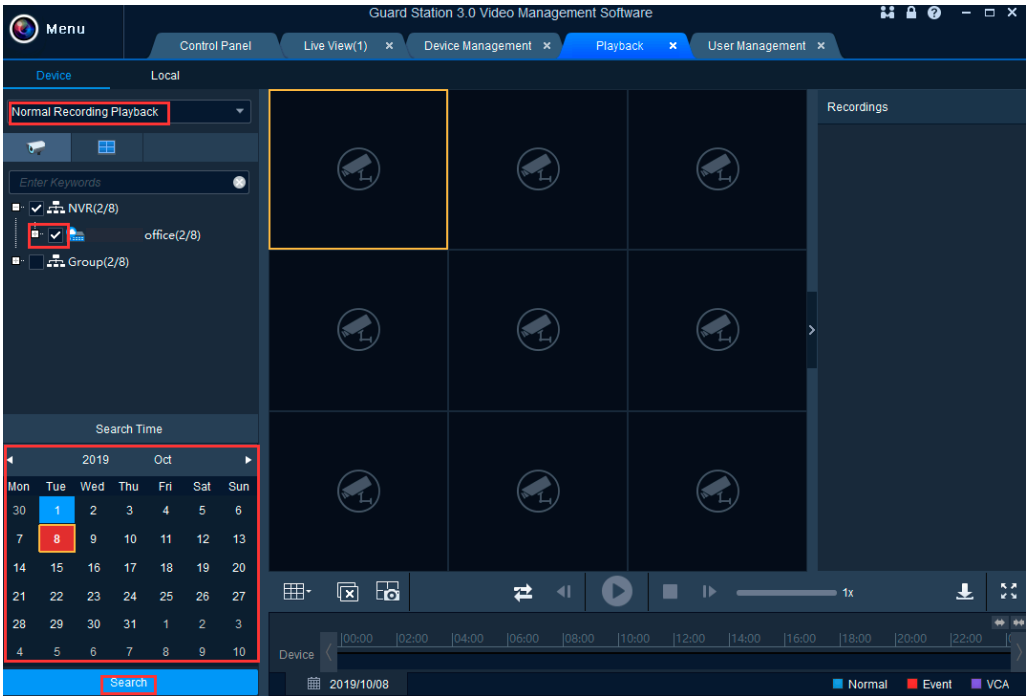 Guard Station 3.0 Video Management Software
Menu
Control Panel Live View(1) Device Management Playback User Management
Device Local
Normal Recording Playback
Recordings
Enter Keywords
NVR(2/8)
office(2/8)
Group(2/8)
Search Time
2019 Oct
Mon Tue Wed Thu Fri Sat Sun
30 1 2 3 4 5 6
7 8 9 10 11 12 13
14 15 16 17 18 19 20
21 22 23 24 25 26 27
28 29 30 31 1 2 3
4 5 6 7 8 9 10
Search
1x
00:00 02:00 04:00 06:00 08:00 10:00 12:00 14:00 16:00 18:00 20:00 22:00
Device
2019/10/08
Normal Event VCA